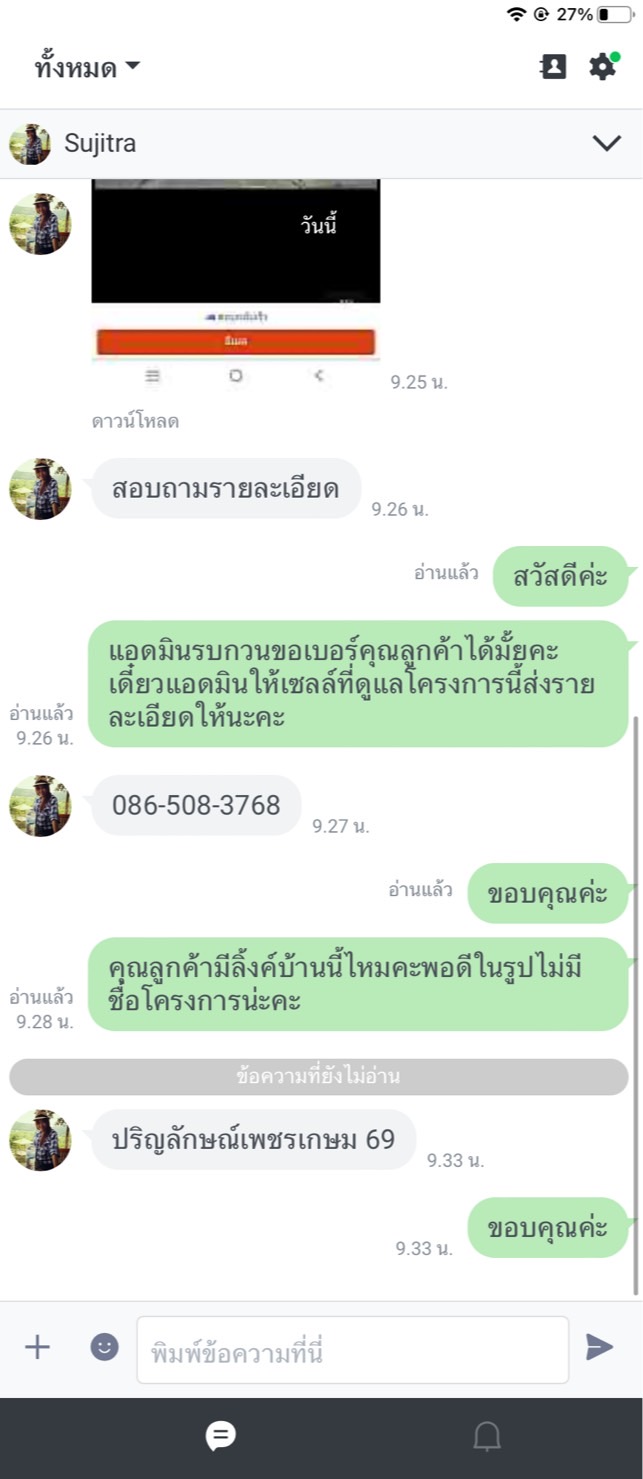 27%
ทั้งหมด
Sujitra
วันนี้
9.25 น.
ดาวน์โหลด
สอบถามรายละเอียด
9.26 น.
อ่านแล้ว
สวัสดีค่ะ
แอดมินรบกวนขอเบอร์คุณลูกค้าได้มั้ยคะ
เดี๋ยวแอดมินให้เซลล์ที่ดูแลโครงการนี้ส่งราย
ละเอียดให้นะคะ
อ่านแล้ว
9.26 น.
086-508-3768
9.27 น.
อ่านแล้ว
ขอบคุณค่ะ
คุณลูกค้ามีลิ้งค์บ้านนี้ไหมคะพอดีในรูปไม่มี
ชื่อโครงการน่ะคะ
อ่านแล้ว
9.28 น.
ข้อความที่ยังไม่อ่าน
ปริญลักษณ์เพชรเกษม 69
9.33 น.
ขอบคุณค่ะ
9.33 น.
พิมพ์ข้อความที่นี่